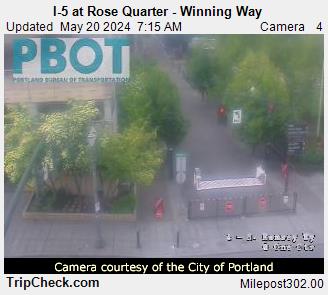 I-5 at Rose Quarter - Winning Way
Updated May 20 2024 7:15 AM Camera 4
PBOT
PORTLAND BUREAU OF TRANSPORTATION
Camera courtesy of the City of Portland
TripCheck.com Milepost302.00